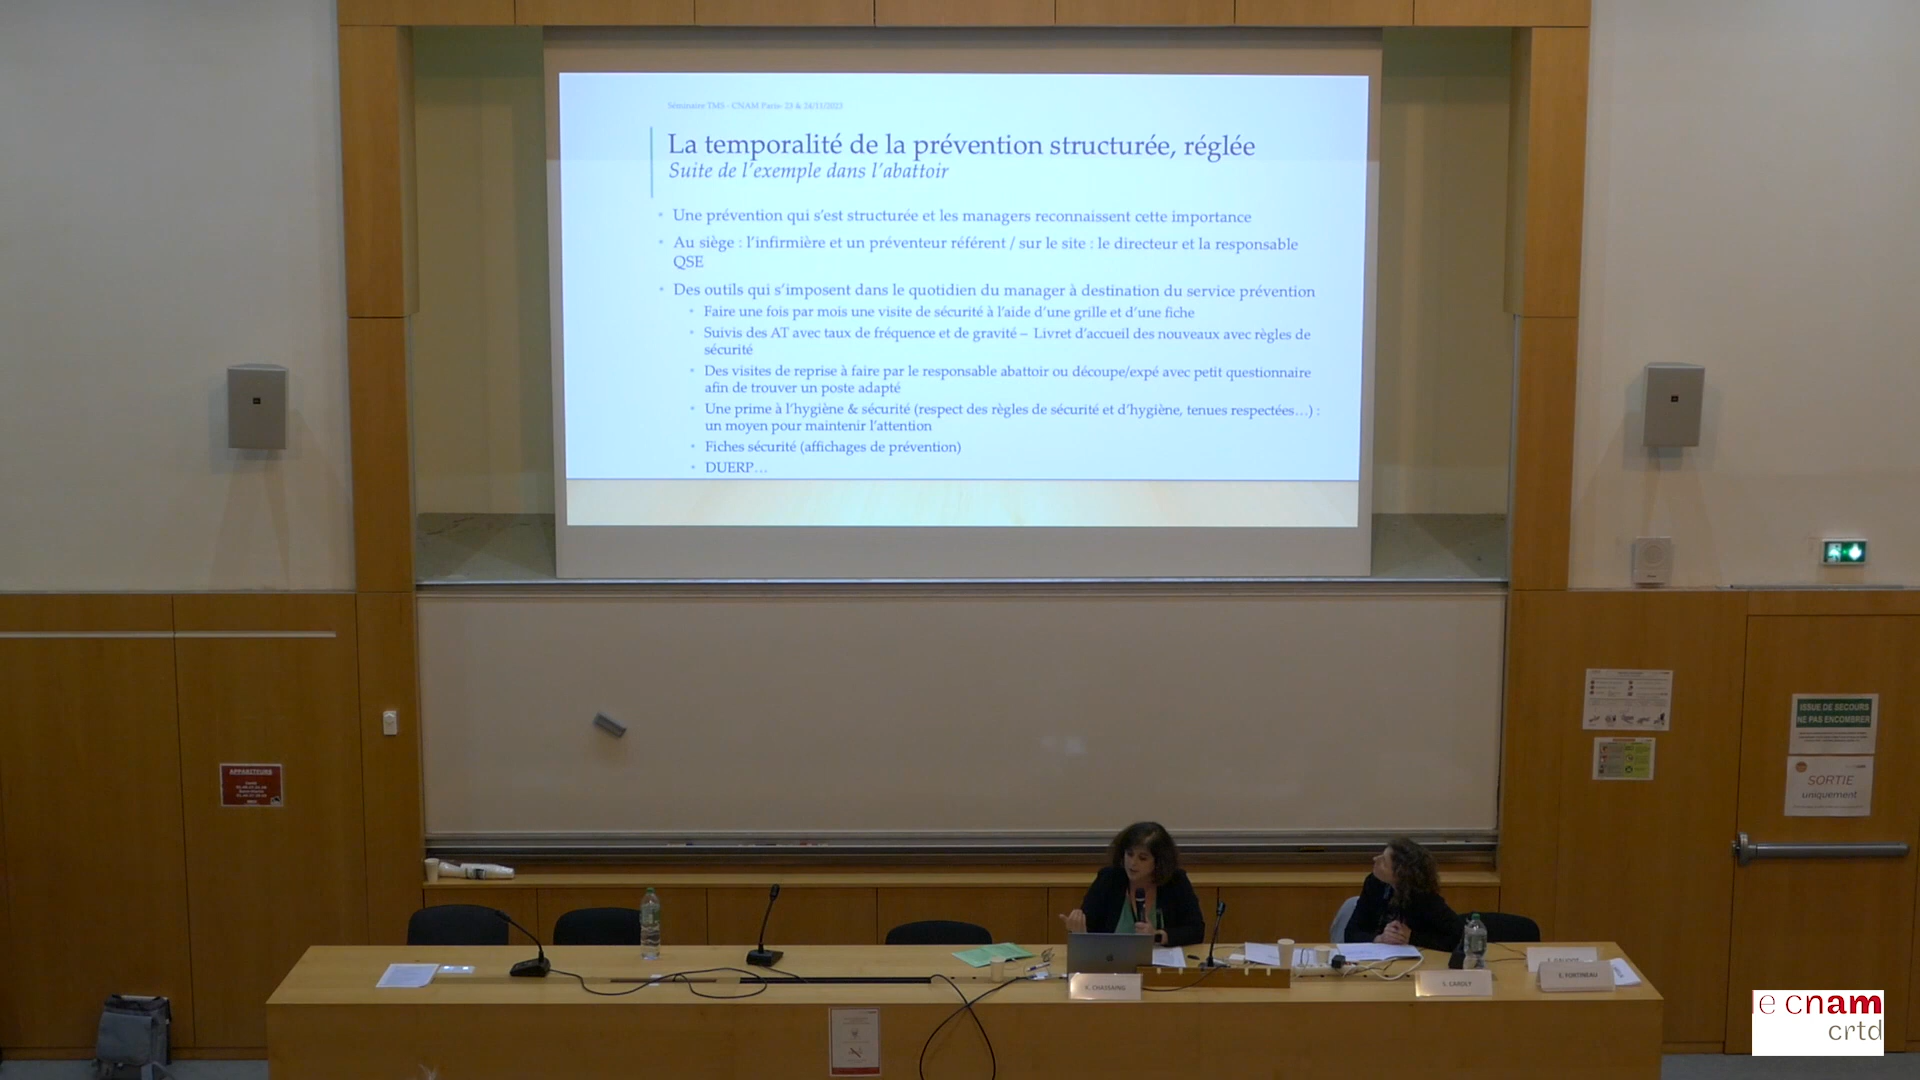 Séminaire TMS - CNAM Paris- 23 & 24/11/2023
La temporalité de la prévention structurée, réglée
Suite de l'exemple dans l'abattoir
• Une prévention qui s'est structurée et les managers reconnaissent cette importance
• Au siège : l'infirmière et un préventeur référent / sur le site : le directeur et la responsable
QSE
• Des outils qui s'imposent dans le quotidien du manager à destination du service prévention
• Faire une fois par mois une visite de sécurité à l'aide d'une grille et d'une fiche
• Suivis des AT avec taux de fréquence et de gravité – Livret d'accueil des nouveaux avec règles de
sécurité
• Des visites de reprise à faire par le responsable abattoir ou découpe/expé avec petit questionnaire
afin de trouver un poste adapté
• Une prime à l'hygiène & sécurité (respect des règles de sécurité et d'hygiène, tenues respectées…) :
un moyen pour maintenir l'attention
• Fiches sécurité (affichages de prévention)
• DUERP…
APPARITEURS
ISSUE DE SECOURS
NE PAS ENCOMBRER
SORTIE
uniquement
K. CHASSAING
S. CAROLY
E. FORTINEAU
le cnam
crtd